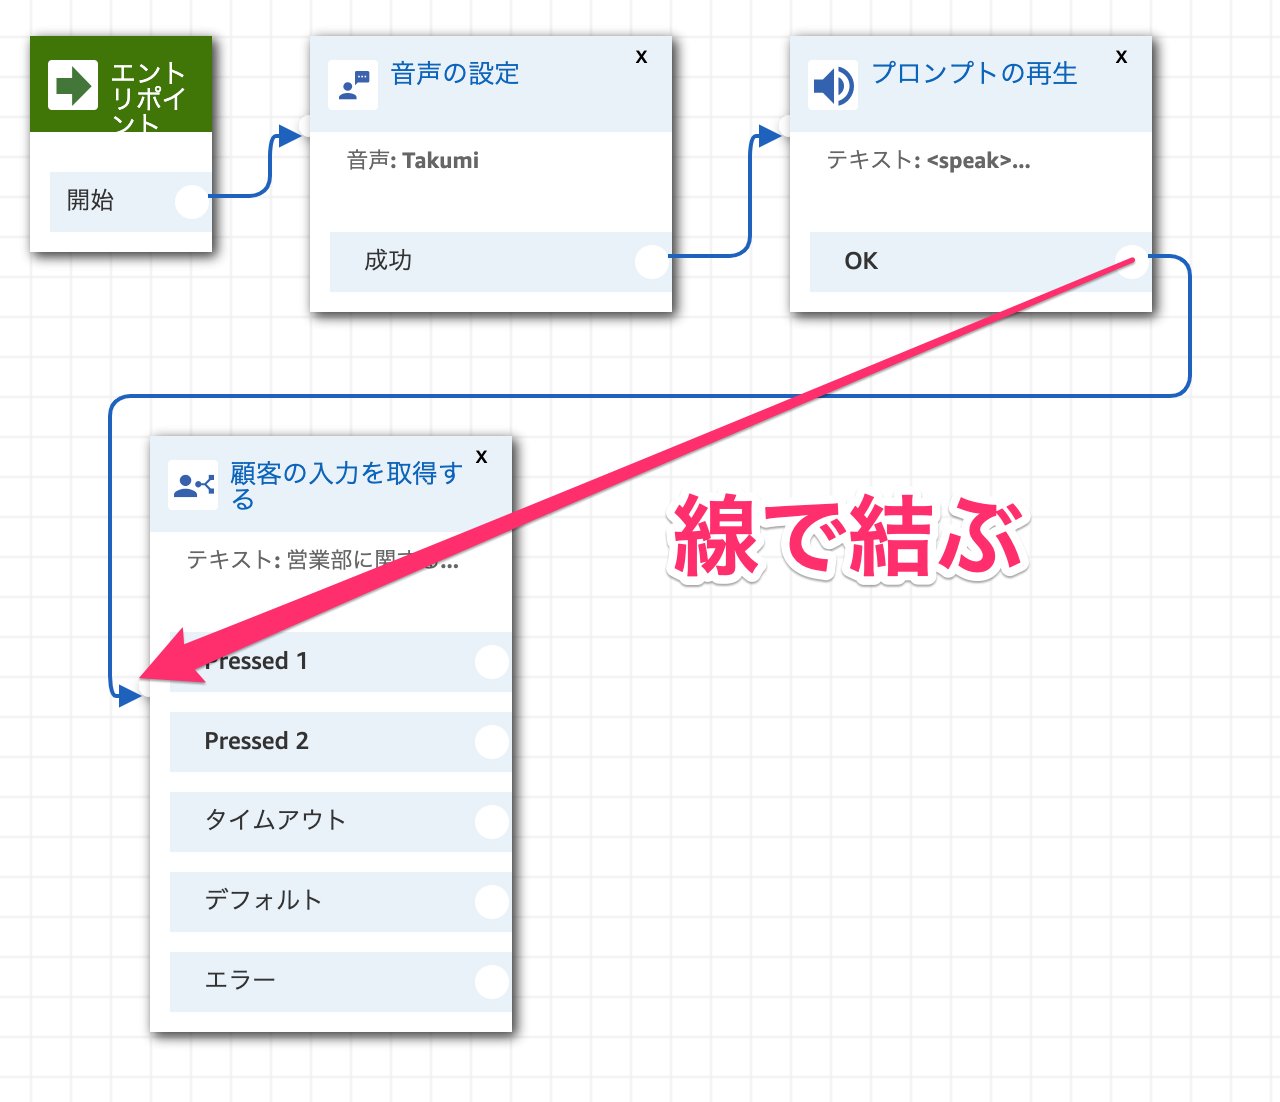 エント
リポイ
ント
開始
x
音声の設定
音声: Takumi
成功
x
プロンプトの再生
テキスト: <speak>...
OK
x
顧客の入力を取得す
る
テキスト: 営業部に関する...
Pressed 1
Pressed 2
タイムアウト
デフォルト
エラー
線で結ぶ